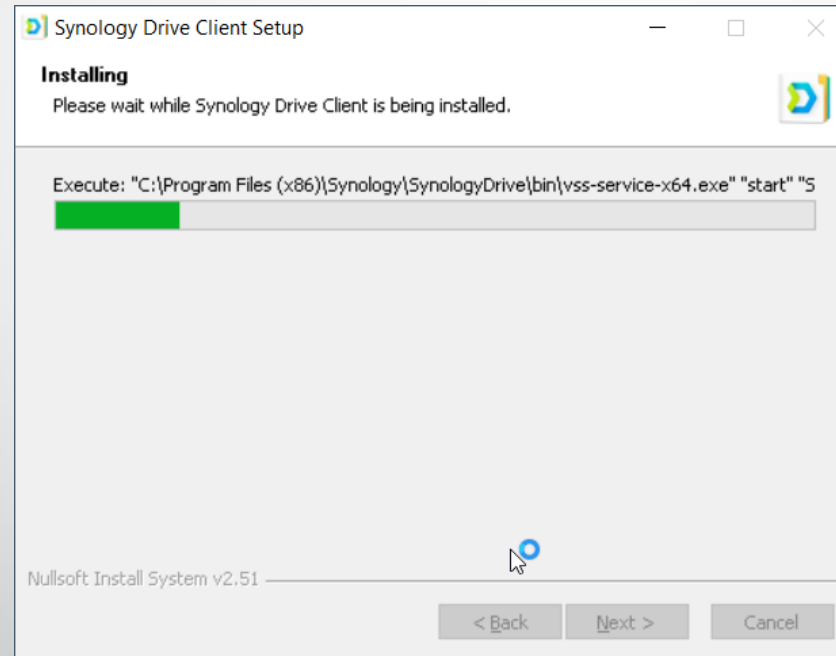 Synology Drive Client Setup
Installing
Please wait while Synology Drive Client is being installed.
Execute: "C:\Program Files (x86)\Synology\SynologyDrive\bin\vss-service-x64.exe" "start" "S
Nullsoft Install System v2.51
< Back
Next >
Cancel